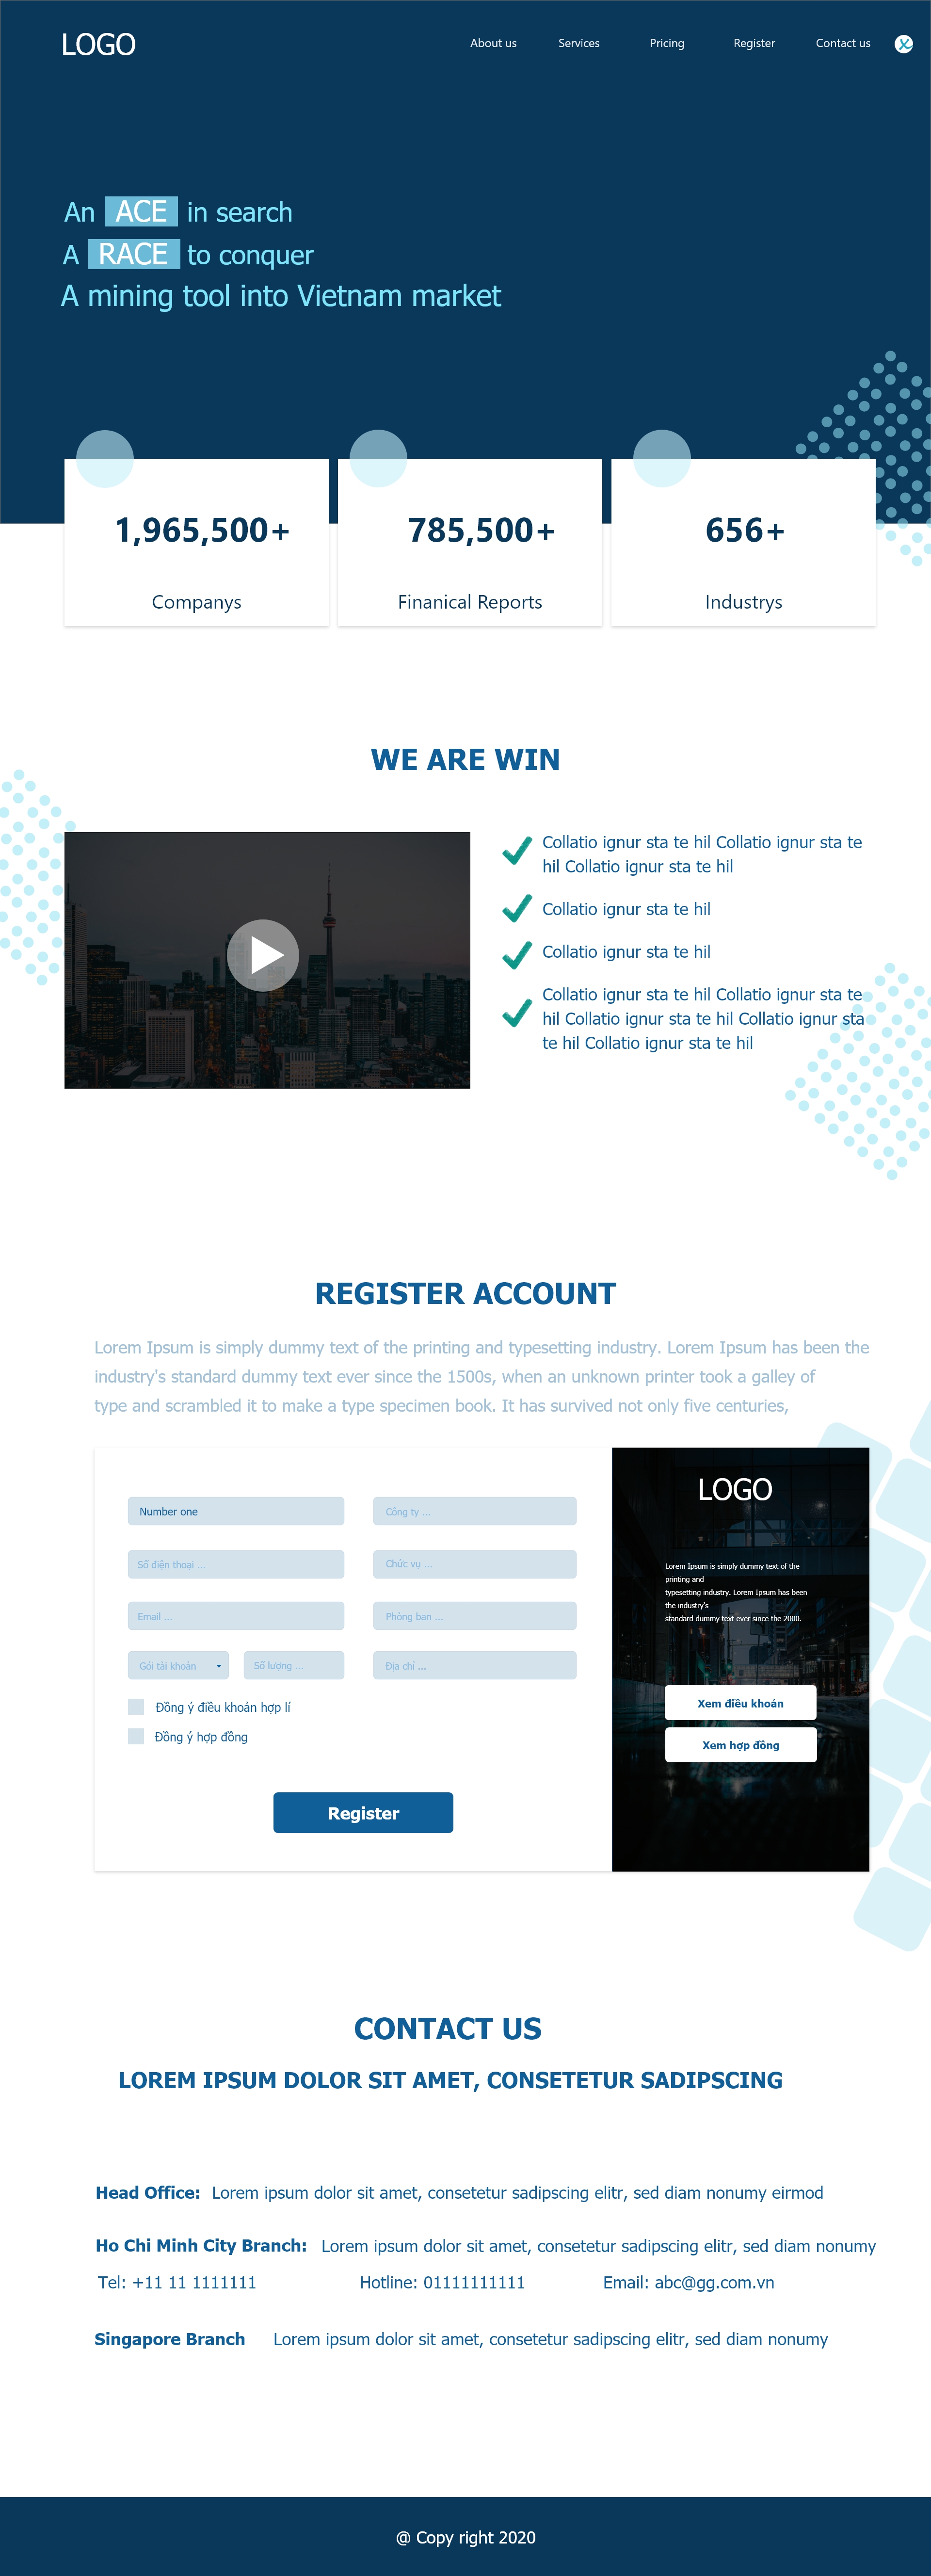 LOGO
About us
Services
Pricing
Register
Contact us
An ACE in search
A RACE to conquer
A mining tool into Vietnam market
1,965,500+
Companys
785,500+
Finanical Reports
656+
Industrys
WE ARE WIN
Collatio ignur sta te hil Collatio ignur sta te
hil Collatio ignur sta te hil
Collatio ignur sta te hil
Collatio ignur sta te hil
Collatio ignur sta te hil Collatio ignur sta te
hil Collatio ignur sta te hil Collatio ignur sta
te hil Collatio ignur sta te hil
REGISTER ACCOUNT
Lorem Ipsum is simply dummy text of the printing and typesetting industry. Lorem Ipsum has been the
industry's standard dummy text ever since the 1500s, when an unknown printer took a galley of
type and scrambled it to make a type specimen book. It has survived not only five centuries,
Number one
Công ty ...
Số điện thoại ...
Chức vụ ...
Email ...
Phòng ban ...
Gói tài khoản
Số lượng ...
Địa chỉ ...
Đồng ý điều khoản hợp lí
Đồng ý hợp đồng
Register
LOGO
Lorem Ipsum is simply dummy text of the
printing and
typesetting industry. Lorem Ipsum has been
the industry's
standard dummy text ever since the 2000.
Xem điều khoản
Xem hợp đồng
CONTACT US
LOREM IPSUM DOLOR SIT AMET, CONSETETUR SADIPSCING
Head Office: Lorem ipsum dolor sit amet, consetetur sadipscing elitr, sed diam nonumy eirmod
Ho Chi Minh City Branch: Lorem ipsum dolor sit amet, consetetur sadipscing elitr, sed diam nonumy
Tel: +11 11 1111111
Hotline: 01111111111
Email: abc@gg.com.vn
Singapore Branch Lorem ipsum dolor sit amet, consetetur sadipscing elitr, sed diam nonumy
@ Copy right 2020